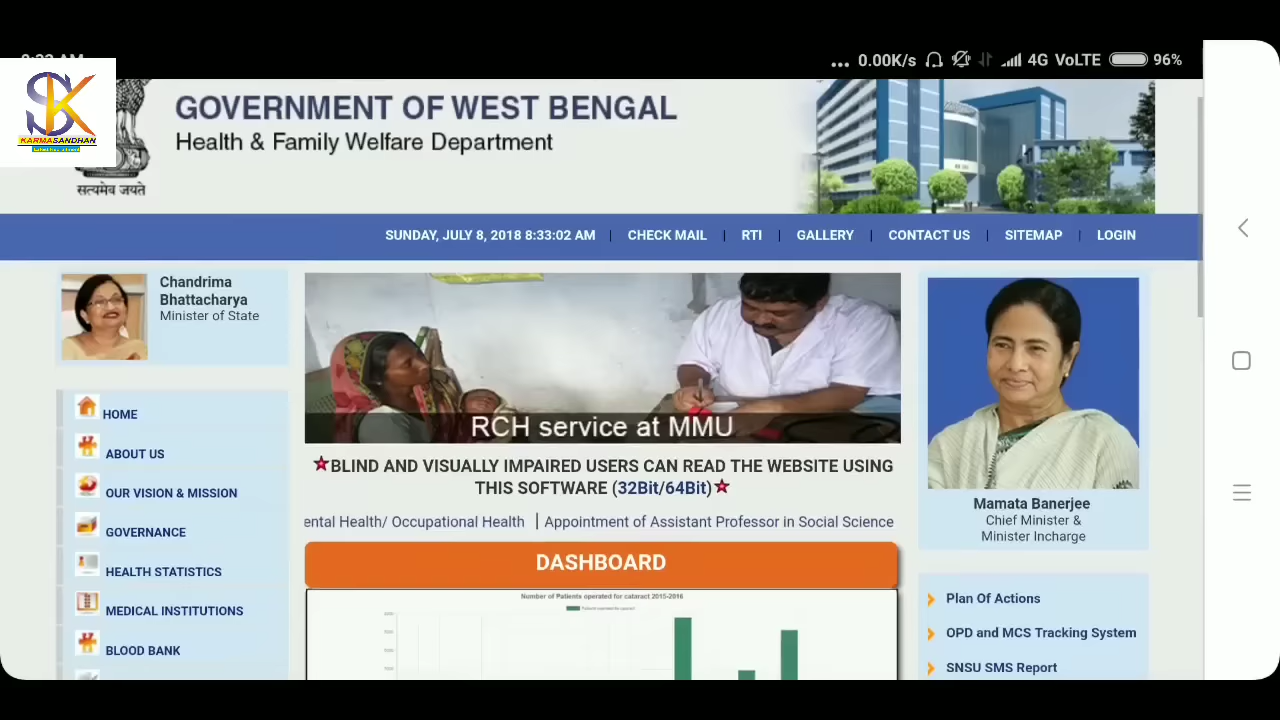 0.00K/s 4G VoLTE 96%
KARMASANDHAN
GOVERNMENT OF WEST BENGAL
Health & Family Welfare Department
सत्यमेव जयते
SUNDAY, JULY 8, 2018 8:33:02 AM | CHECK MAIL | RTI | GALLERY | CONTACT US | SITEMAP | LOGIN
Chandrima
Bhattacharya
Minister of State
HOME
ABOUT US
OUR VISION & MISSION
GOVERNANCE
HEALTH STATISTICS
MEDICAL INSTITUTIONS
BLOOD BANK
RCH service at MMU
BLIND AND VISUALLY IMPAIRED USERS CAN READ THE WEBSITE USING
THIS SOFTWARE (32Bit/64Bit)
ental Health/ Occupational Health | Appointment of Assistant Professor in Social Science
DASHBOARD
Number of Patients operated for cataract 2015-2016
Mamata Banerjee
Chief Minister &
Minister Incharge
Plan Of Actions
OPD and MCS Tracking System
SNSU SMS Report